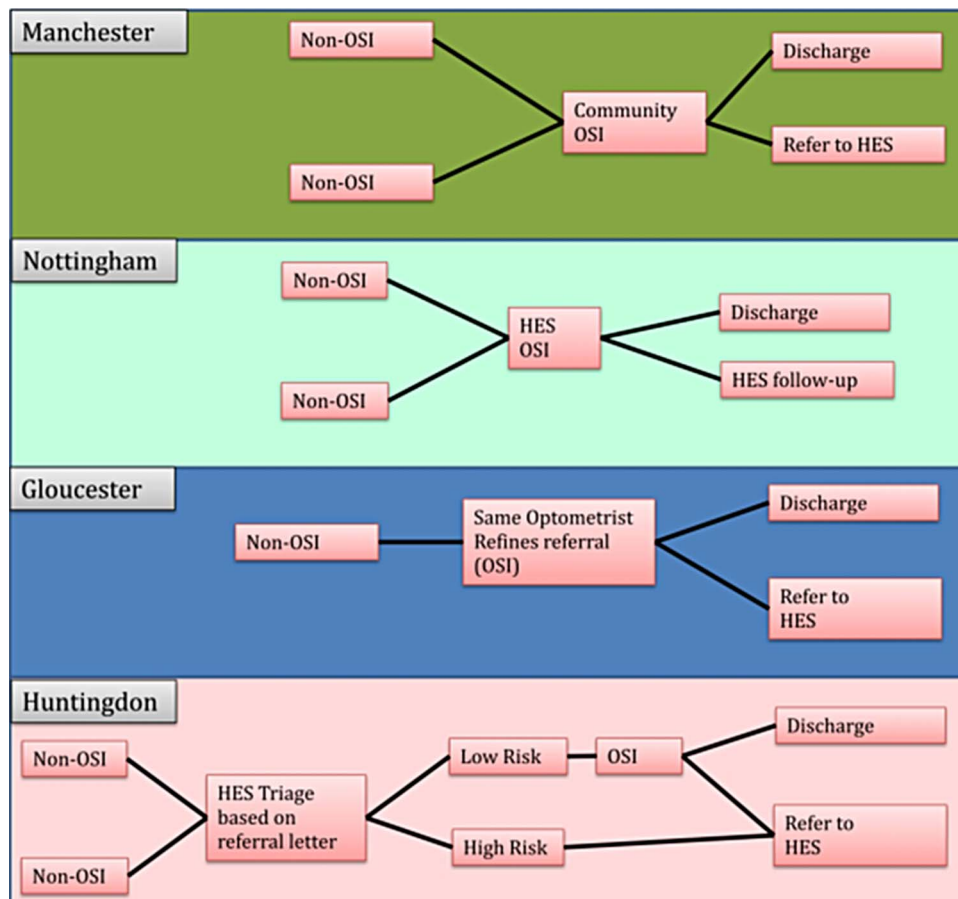 Manchester
Non-OSI
Non-OSI
Community
OSI
Discharge
Refer to HES
Nottingham
Non-OSI
Non-OSI
HES
OSI
Discharge
HES follow-up
Gloucester
Non-OSI
Same Optometrist
Refines referral
(OSI)
Discharge
Refer to
HES
Huntingdon
Non-OSI
Non-OSI
HES Triage
based on
referral letter
Low Risk
OSI
High Risk
Discharge
Refer to
HES